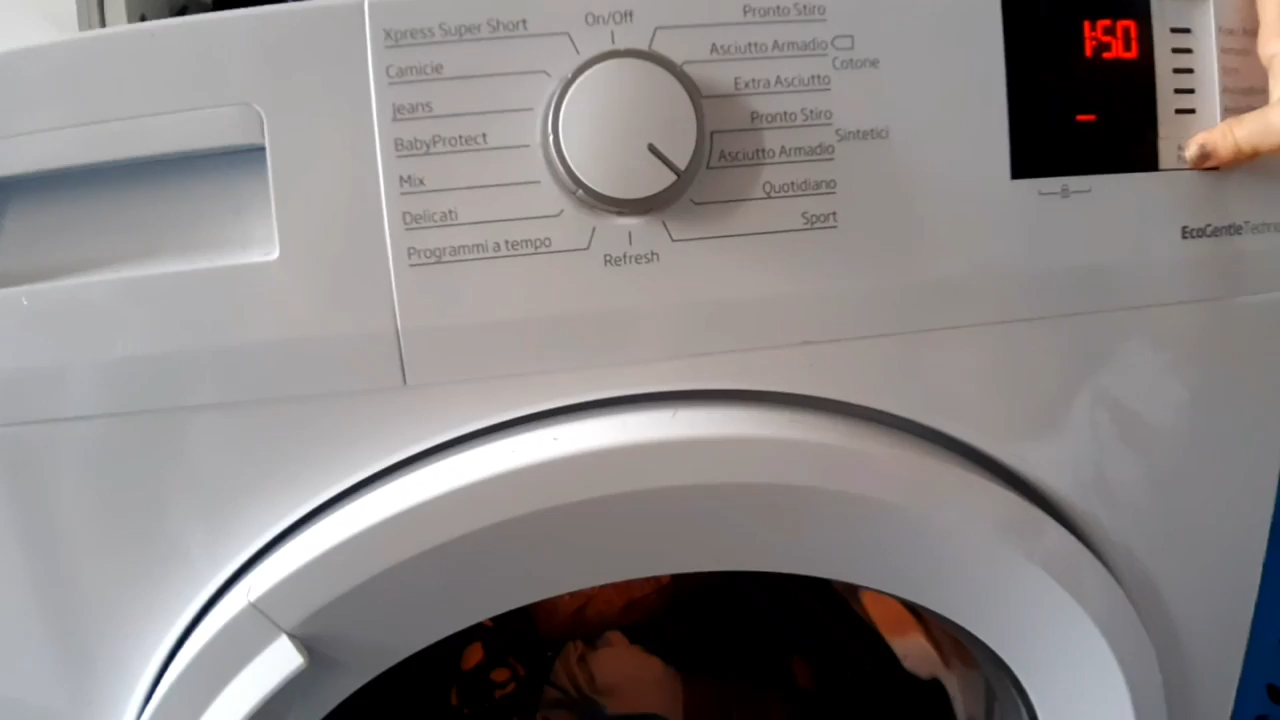 On/Off
Xpress Super Short
Camicie
Jeans
BabyProtect
Mix
Delicati
Programmi a tempo
Refresh
Pronto Stiro
Asciutto Armadio
Cotone
Extra Asciutto
Pronto Stiro
Sintetici
Asciutto Armadio
Quotidiano
Sport
1:50
EcoGentle